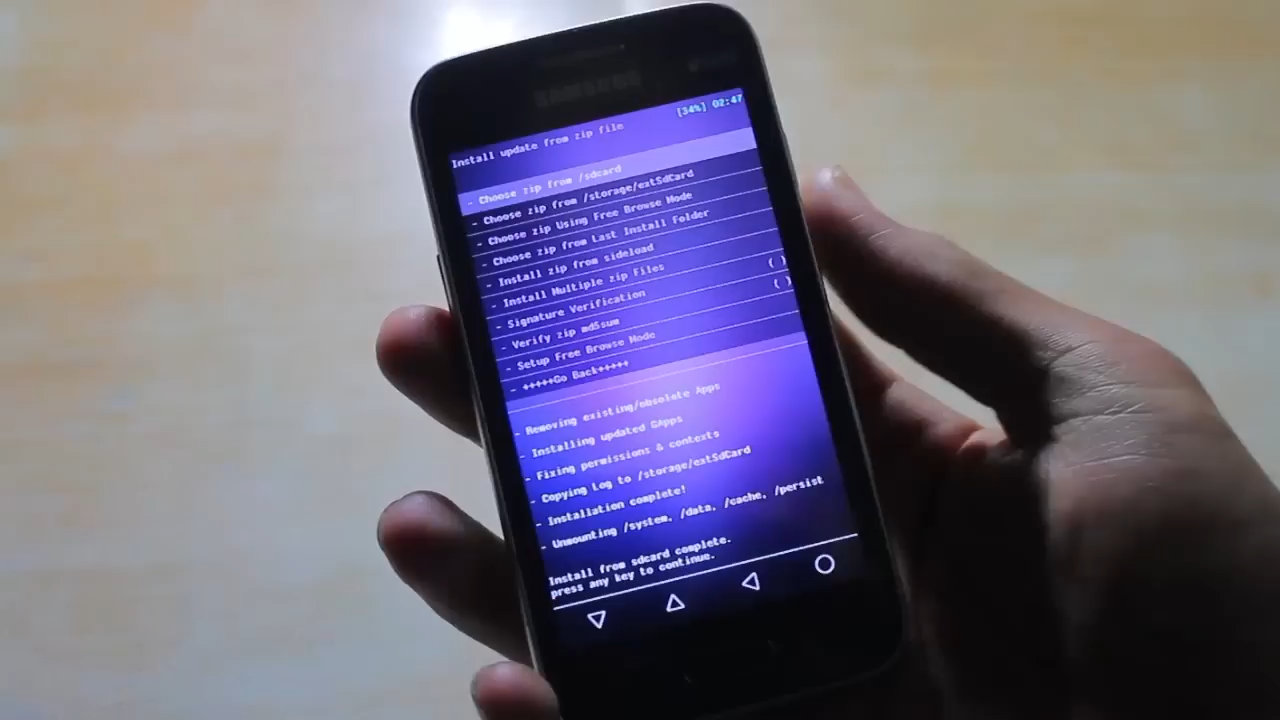 SAMSUNG
[34%] 02:47
Install update from zip file
- Choose zip from /sdcard
- Choose zip from /storage/extSdCard
- Choose zip Using Free Browse Mode
- Choose zip from Last Install Folder
- Install zip from sideload
- Install Multiple zip Files
- Signature Verification ( )
- Verify zip md5sum ( )
- Setup Free Browse Mode
- +++++Go Back+++++
- Removing existing/obsolete Apps
- Installing updated GApps
- Fixing permissions & contexts
- Copying Log to /storage/extSdCard
- Installation complete!
- Unmounting /system, /data, /cache, /persist
Install from sdcard complete.
press any key to continue.